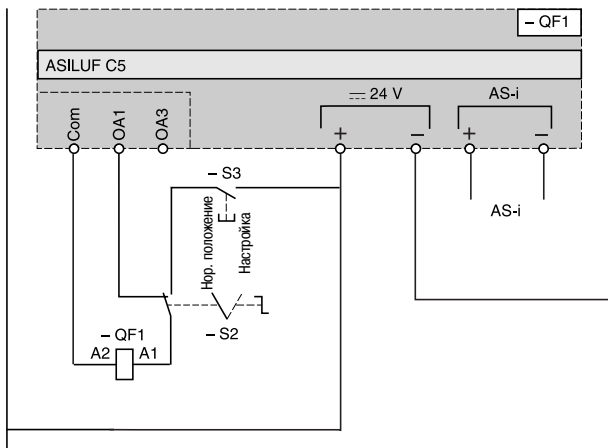 – QF1
ASILUF C5
24 V
AS-i
Com
OA1
OA3
+
–
+
–
– S3
AS-i
Нор. положение
Настройка
– S2
– QF1
A2
A1